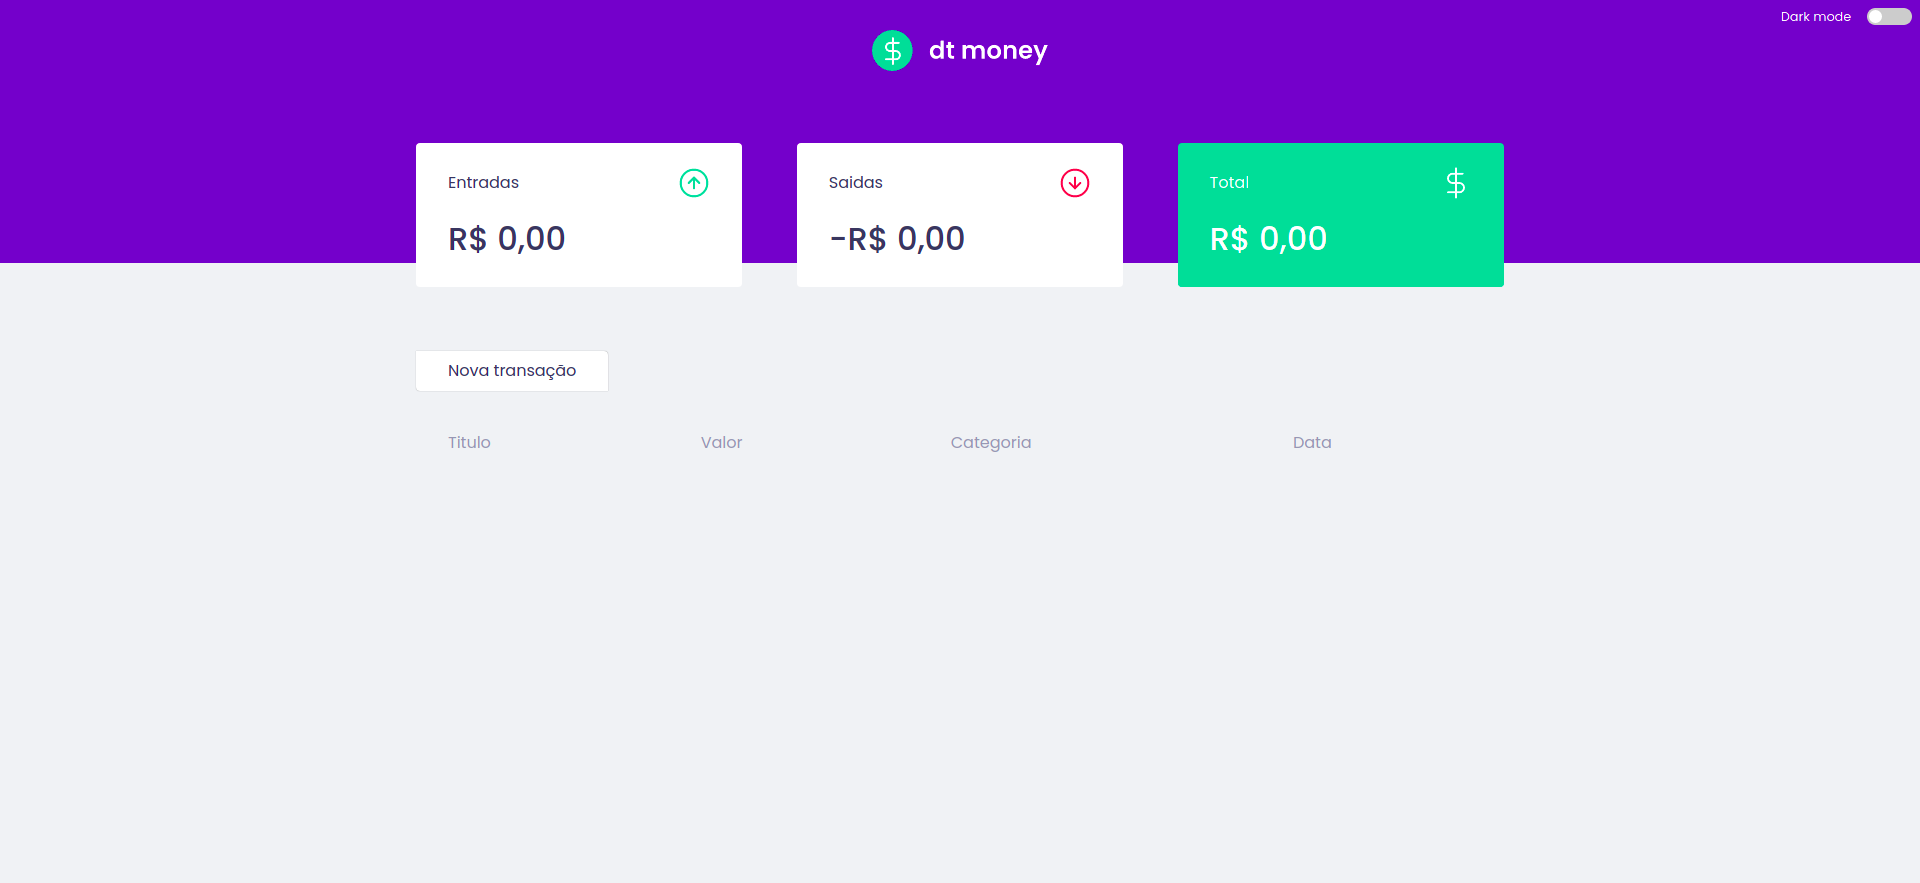 Dark mode
dt money
Entradas
R$ 0,00
Saidas
-R$ 0,00
Total
R$ 0,00
Nova transação
Titulo Valor Categoria Data